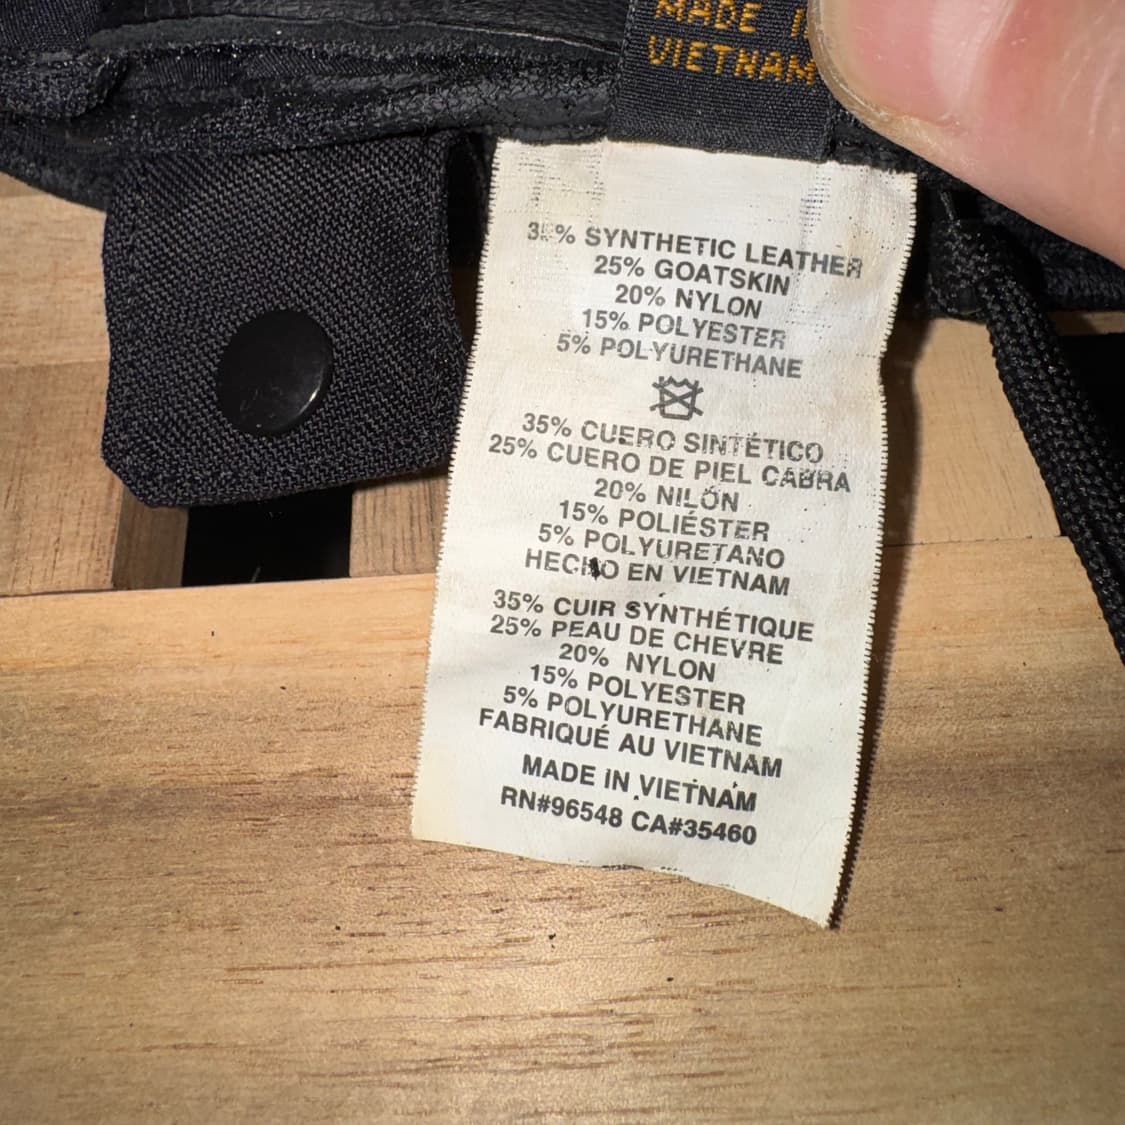 MADE I
VIETNAM
35% SYNTHETIC LEATHER
25% GOATSKIN
20% NYLON
15% POLYESTER
5% POLYURETHANE
35% CUERO SINTÉTICO
25% CUERO DE PIEL CABRA
20% NILÓN
15% POLIÉSTER
5% POLYURETANO
HECHO EN VIETNAM
35% CUIR SYNTHÉTIQUE
25% PEAU DE CHEVRE
20% NYLON
15% POLYESTER
5% POLYURETHANE
FABRIQUÉ AU VIETNAM
MADE IN VIETNAM
RN#96548 CA#35460